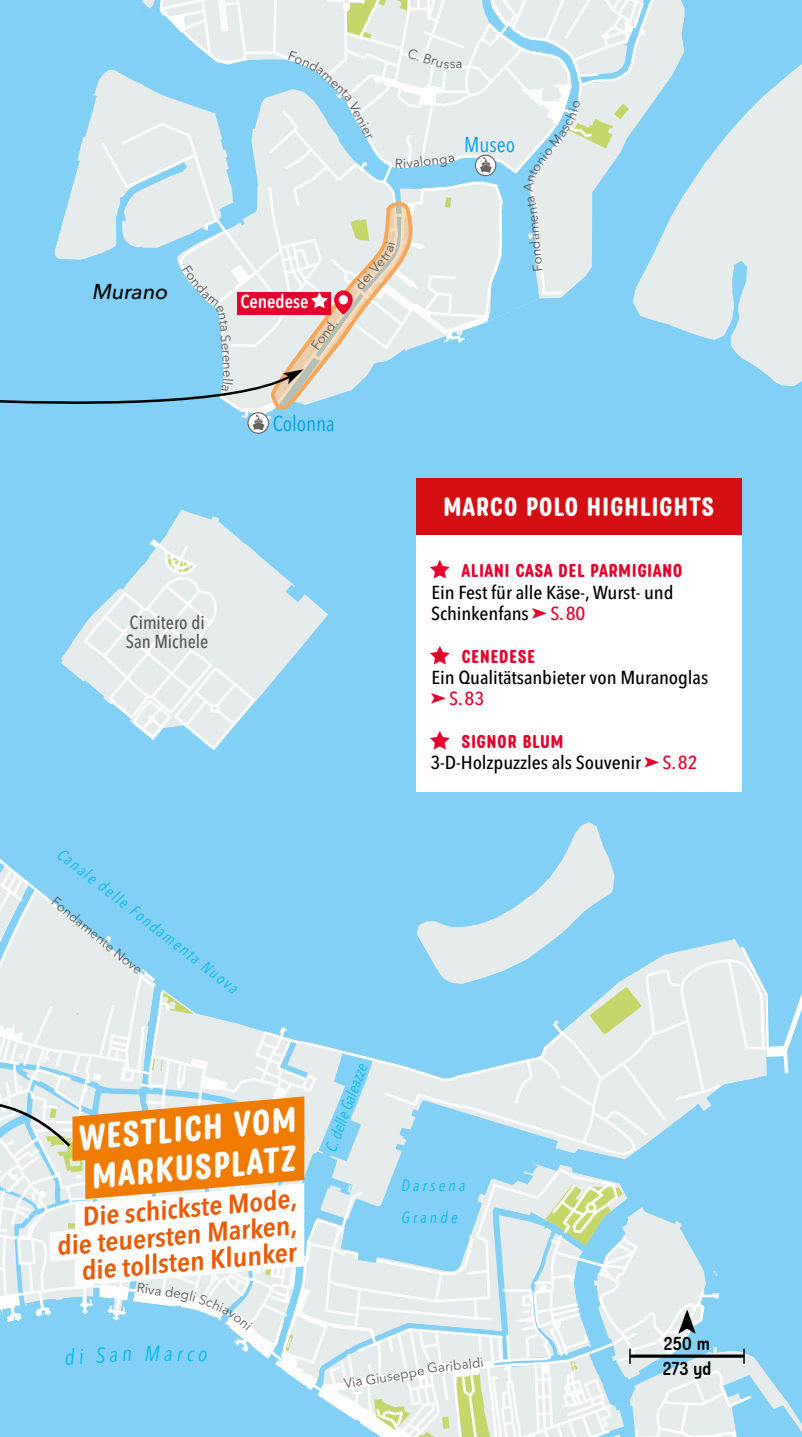 C. Brussa
Fondamenta Venier
Fondamenta Antonio Maschio
Museo
Rivalonga
Murano
Fondamenta Serenella
Cenedese
Fond. dei Vetrai
Colonna
MARCO POLO HIGHLIGHTS
ALIANI CASA DEL PARMIGIANO
Ein Fest für alle Käse-, Wurst- und
Schinkenfans ➤ S. 80
CENEDESE
Ein Qualitätsanbieter von Muranoglas
➤ S. 83
SIGNOR BLUM
3-D-Holzpuzzles als Souvenir ➤ S. 82
Cimitero di
San Michele
Canale delle Fondamenta Nuova
Fondamente Nove
C. delle Galeazze
WESTLICH VOM
MARKUSPLATZ
Die schickste Mode,
die teuersten Marken,
die tollsten Klunker
Darsena
Grande
Riva degli Schiavoni
di San Marco
Via Giuseppe Garibaldi
250 m
273 yd